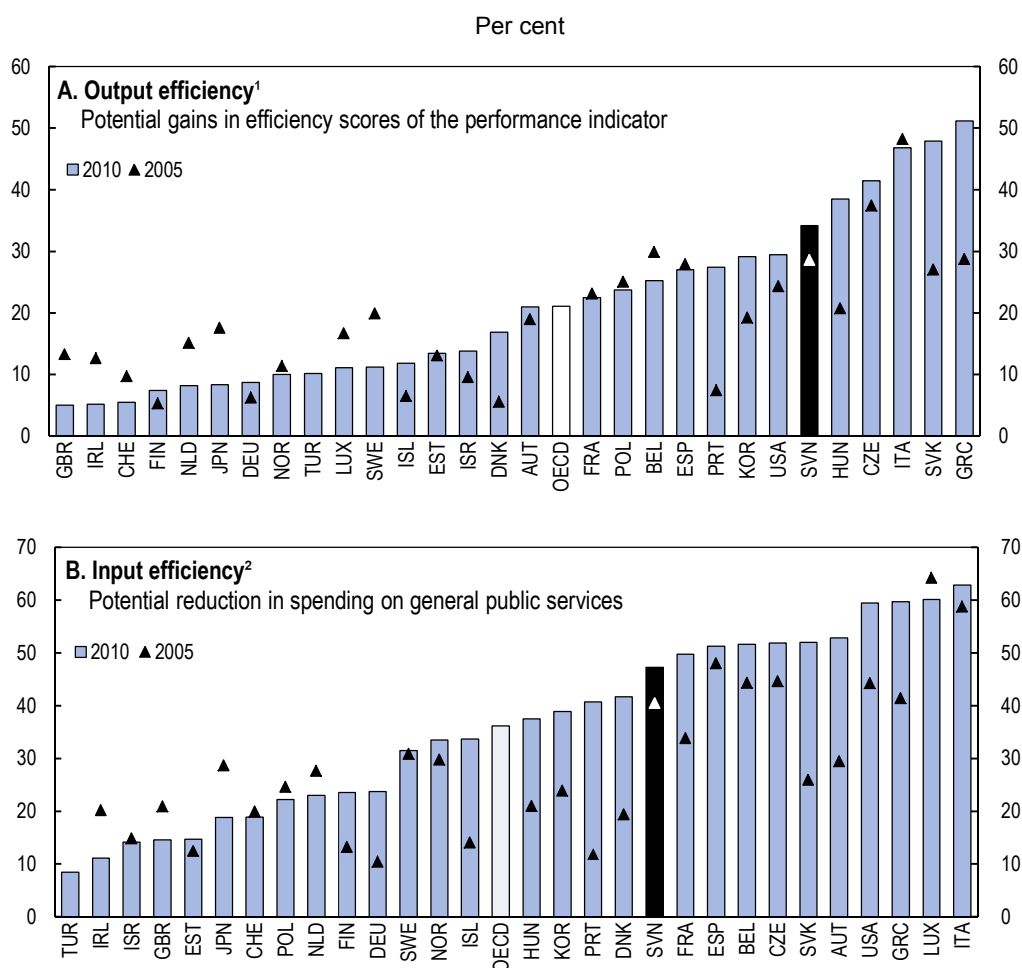 Per cent
60 60
A. Output efficiency¹
Potential gains in efficiency scores of the performance indicator
50 50
2010 2005
40 40
30 30
20 20
10 10
0 0
GBR IRL CHE FIN NLD JPN DEU NOR TUR LUX SWE ISL EST ISR DNK AUT OECD FRA POL BEL ESP PRT KOR USA SVN HUN CZE ITA SVK GRC
70 70
B. Input efficiency²
Potential reduction in spending on general public services
60 60
2010 2005
50 50
40 40
30 30
20 20
10 10
0 0
TUR IRL ISR GBR EST JPN CHE POL NLD FIN DEU SWE NOR ISL OECD HUN KOR PRT DNK SVN FRA ESP BEL CZE SVK AUT USA GRC LUX ITA